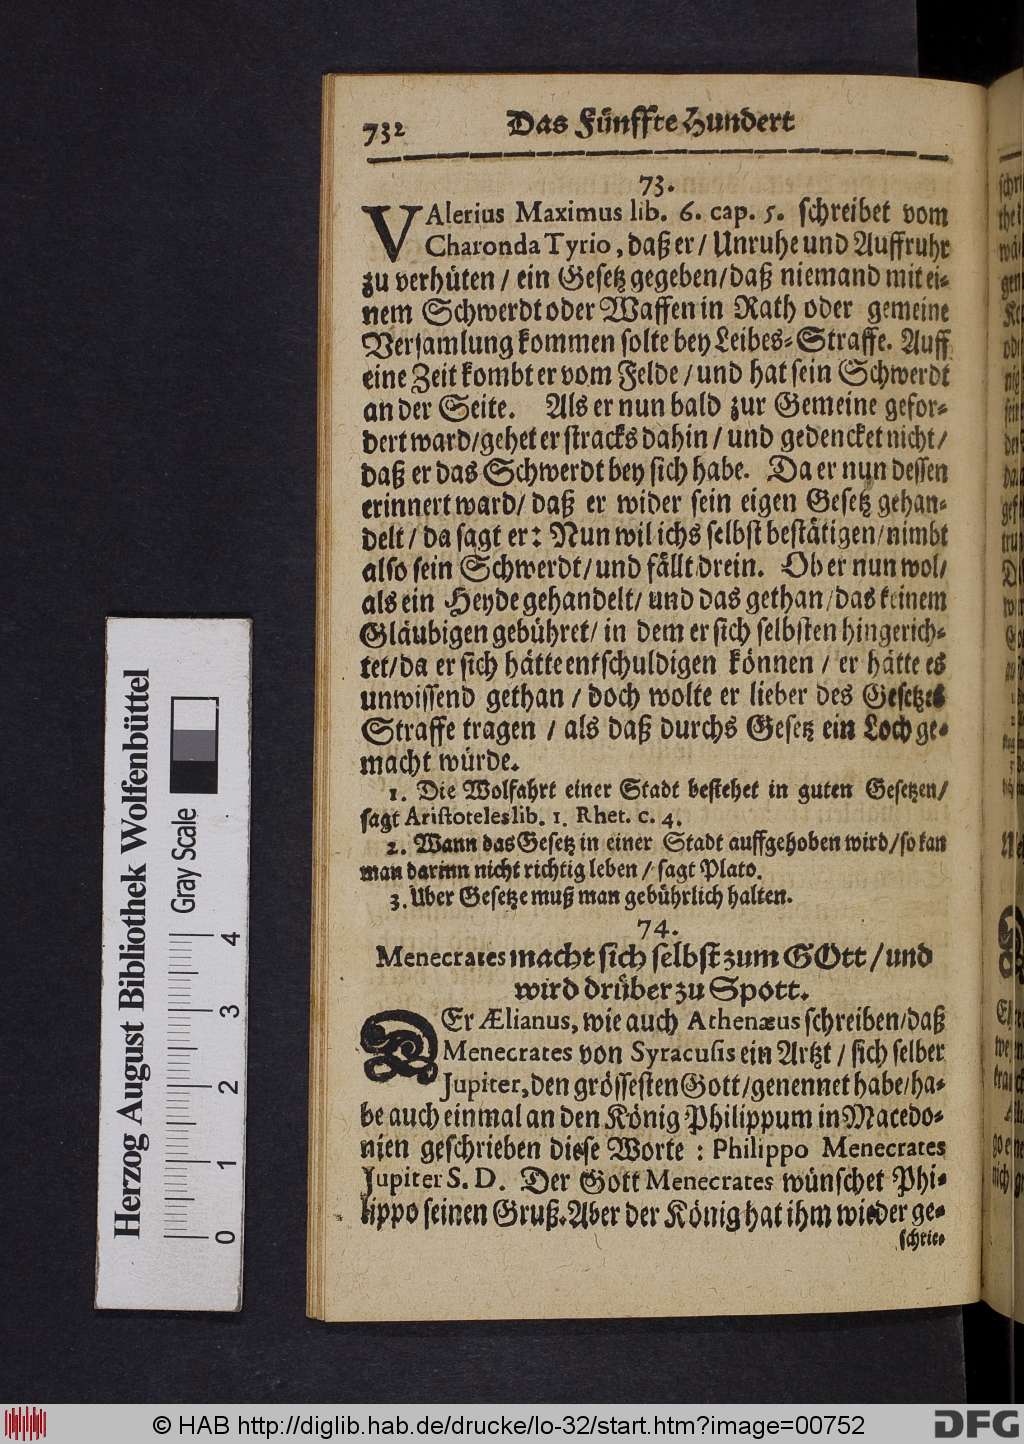 732 Das Fünffte Hundert
73.
VAlerius Maximus lib. 6. cap. 5. schreibet vom
Charonda Tyrio, daß er / Unruhe und Auffruhr
zu verhüten / ein Gesetz gegeben / daß niemand mit ei-
nem Schwerdt oder Waffen in Rath oder gemeine
Versamlung kommen solte bey Leibes-Straffe. Auff
eine Zeit kombt er vom Felde / und hat sein Schwerdt
an der Seite. Als er nun bald zur Gemeine gefor-
dert ward / gehet er stracks dahin / und gedencket nicht /
daß er das Schwerdt bey sich habe. Da er nun dessen
erinnert ward / daß er wider sein eigen Gesetz gehan-
delt / da sagt er: Nun wil ichs selbst bestätigen / nimbt
also sein Schwerdt / und fällt drein. Ob er nun wol /
als ein Heyde gehandelt / und das gethan / das keinem
Gläubigen gebühret / in dem er sich selbsten hingerich-
tet / da er sich hätte entschuldigen können / er hätte es
unwissend gethan / doch wolte er lieber des Gesetzes
Straffe tragen / als daß durchs Gesetz ein Loch ge-
macht würde.
1. Die Wolfahrt einer Stadt bestehet in guten Gesetzen /
sagt Aristoteles lib. 1. Rhet. c. 4.
2. Wann das Gesetz in einer Stadt auffgehoben wird / so kan
man darinn nicht richtig leben / sagt Plato.
3. Uber Gesetze muß man gebührlich halten.
74.
Menecrates macht sich selbst zum GOtt / und
wird drüber zu Spott.
DEr Ælianus, wie auch Athenæus schreiben / daß
Menecrates von Syracusis ein Artzt / sich selber
Jupiter, den grössesten Gott / genennet habe / ha-
be auch einmal an den König Philippum in Macedo-
nien geschrieben diese Worte : Philippo Menecrates
Jupiter S. D. Der Gott Menecrates wünschet Phi-
lippo seinen Gruß. Aber der König hat ihm wieder ge-
schrie-
Herzog August Bibliothek Wolfenbüttel
Gray Scale
0 1 2 3 4
© HAB http://diglib.hab.de/drucke/lo-32/start.htm?image=00752
DFG